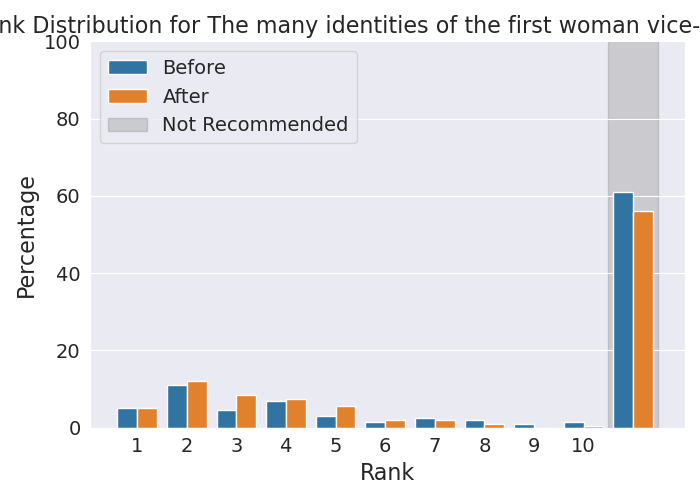 nk Distribution for The many identities of the first woman vice-
100
80
60
40
20
0
Percentage
Before
After
Not Recommended
1 2 3 4 5 6 7 8 9 10
Rank